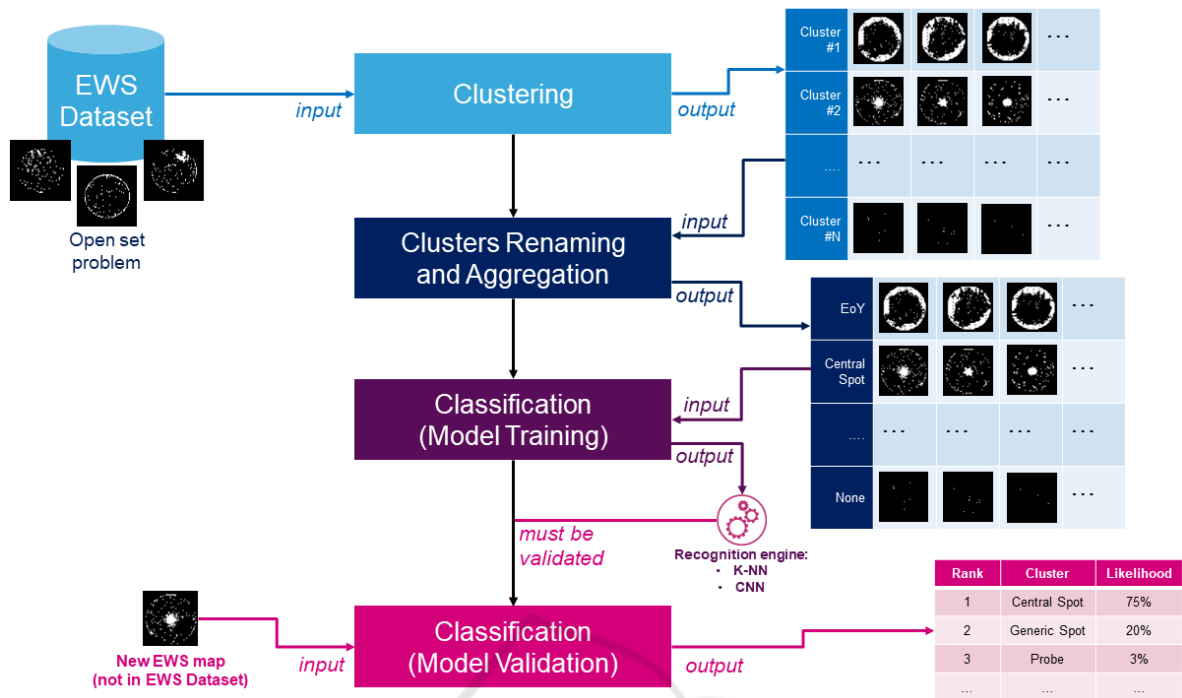 EWS
Dataset
Open set
problem
input
Clustering
output
Cluster
#1
...
Cluster
#2
...
....
... ... ...
Cluster
#N
...
input
Clusters Renaming
and Aggregation
output
EoY
...
Central
Spot
...
....
... ... ... ...
None
...
input
Classification
(Model Training)
output
must be
validated
Recognition engine:
• K-NN
• CNN
New EWS map
(not in EWS Dataset)
input
Classification
(Model Validation)
output
Rank Cluster Likelihood
1 Central Spot 75%
2 Generic Spot 20%
3 Probe 3%
... ... ...